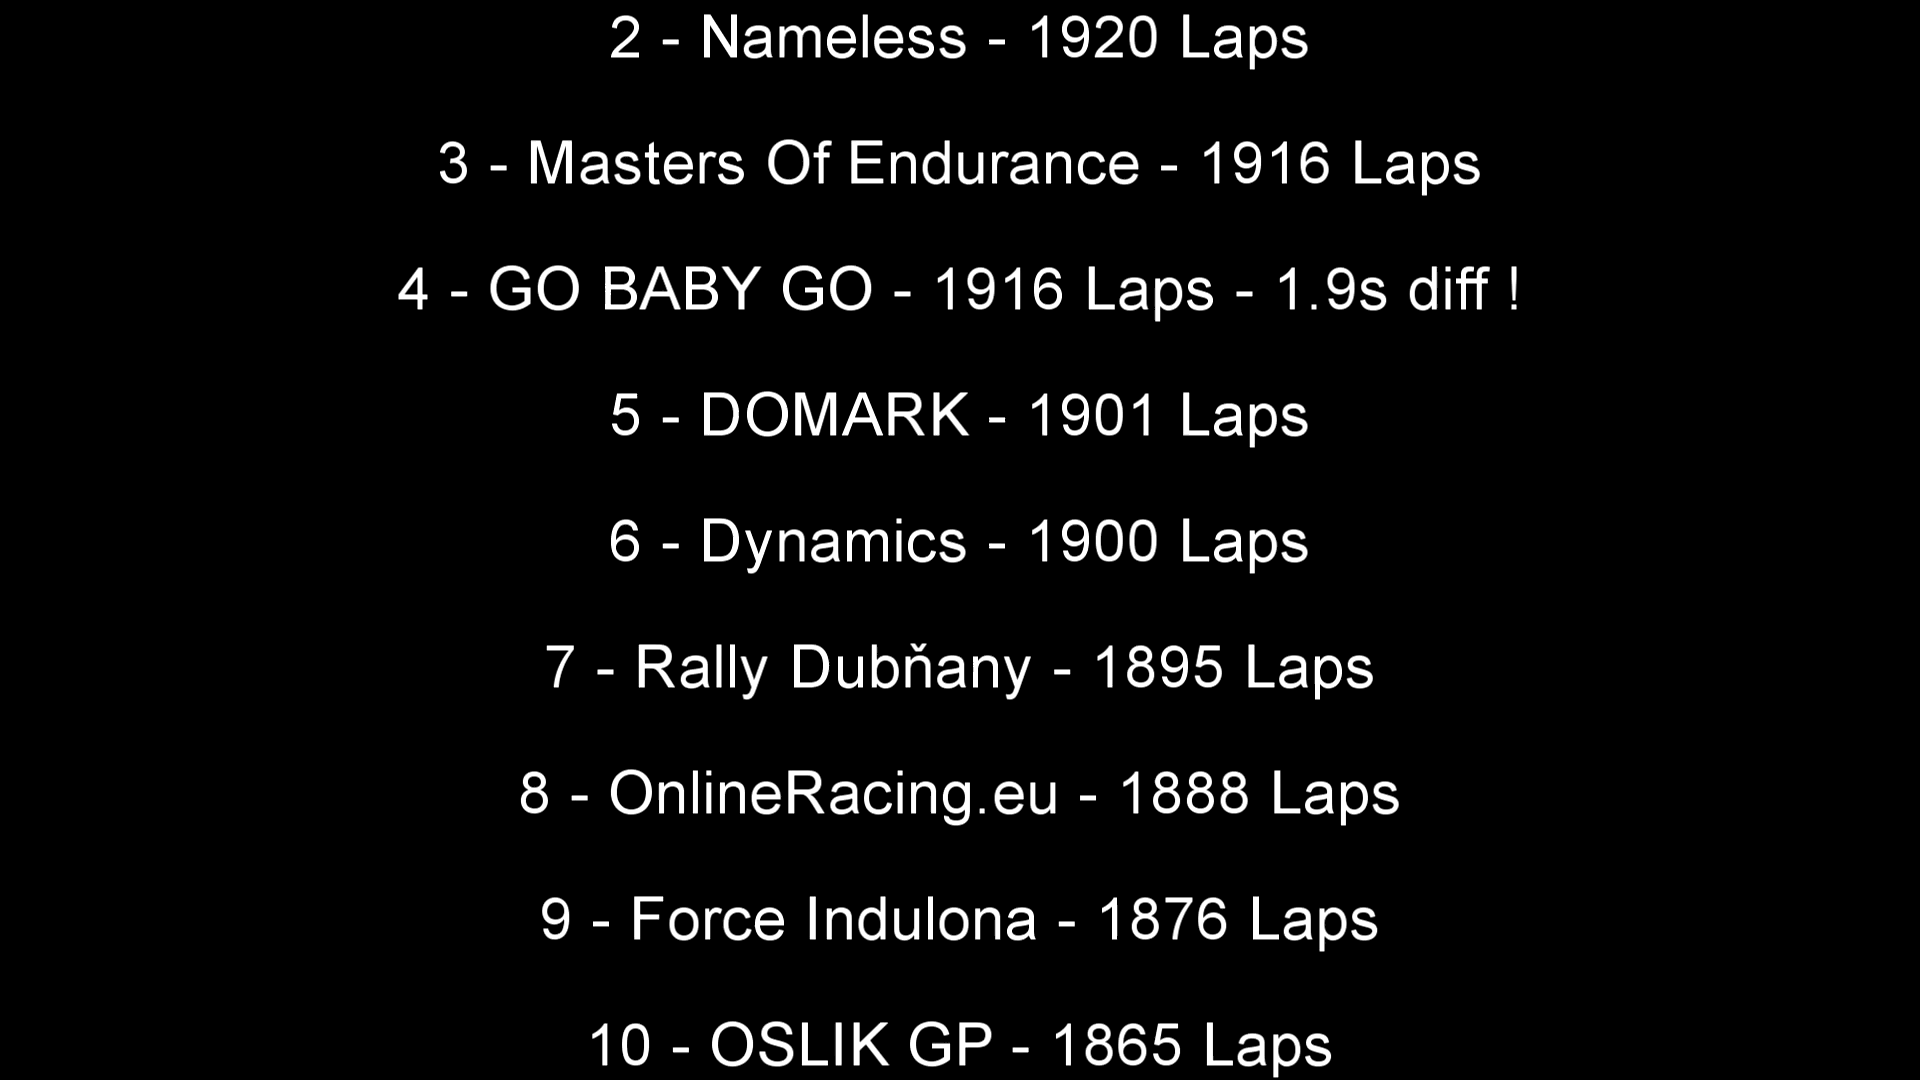 2 - Nameless - 1920 Laps
3 - Masters Of Endurance - 1916 Laps
4 - GO BABY GO - 1916 Laps - 1.9s diff !
5 - DOMARK - 1901 Laps
6 - Dynamics - 1900 Laps
7 - Rally Dubňany - 1895 Laps
8 - OnlineRacing.eu - 1888 Laps
9 - Force Indulona - 1876 Laps
10 - OSLIK GP - 1865 Laps